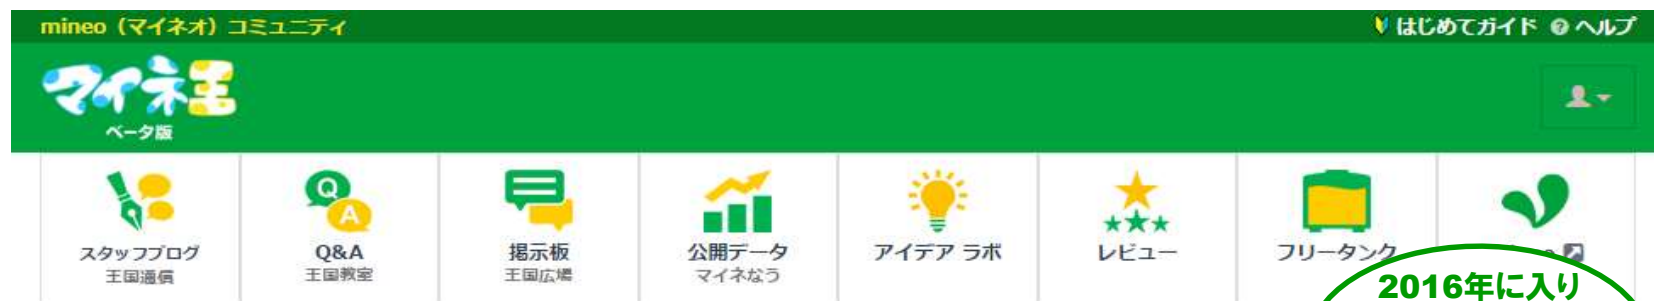 mineo（マイネオ）コミュニティ
はじめてガイド ヘルプ
マイネ王
ベータ版
Q
A
スタッフブログ
Q&A
掲示板
公開データ
アイデア ラボ
レビュー
フリータンク
王国通信
王国教室
王国広場
マイネなう
2016年に入り